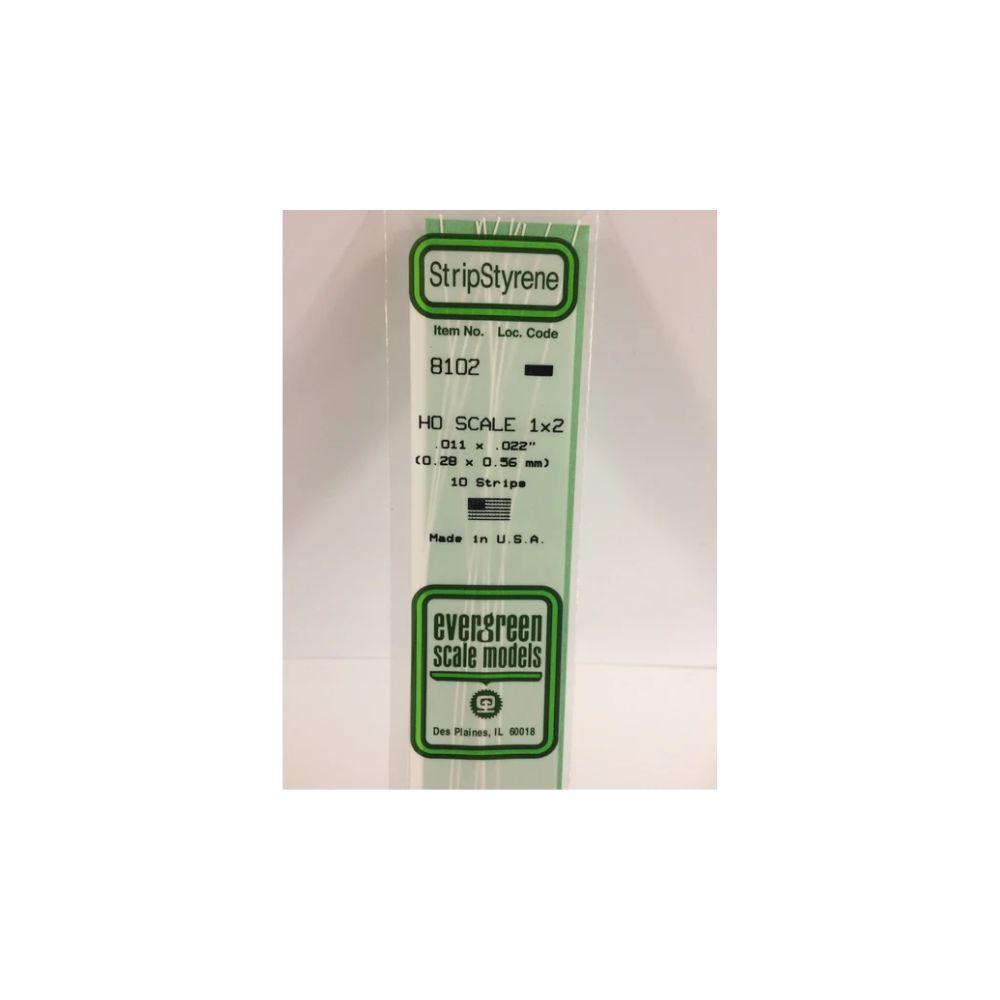 StripStyrene
Item No. Loc. Code
8102
HO SCALE 1x2
.011 x .022"
(0.28 x 0.56 mm)
10 Strips
Made in U.S.A.
evergreen
scale models
Des Plaines, IL 60018